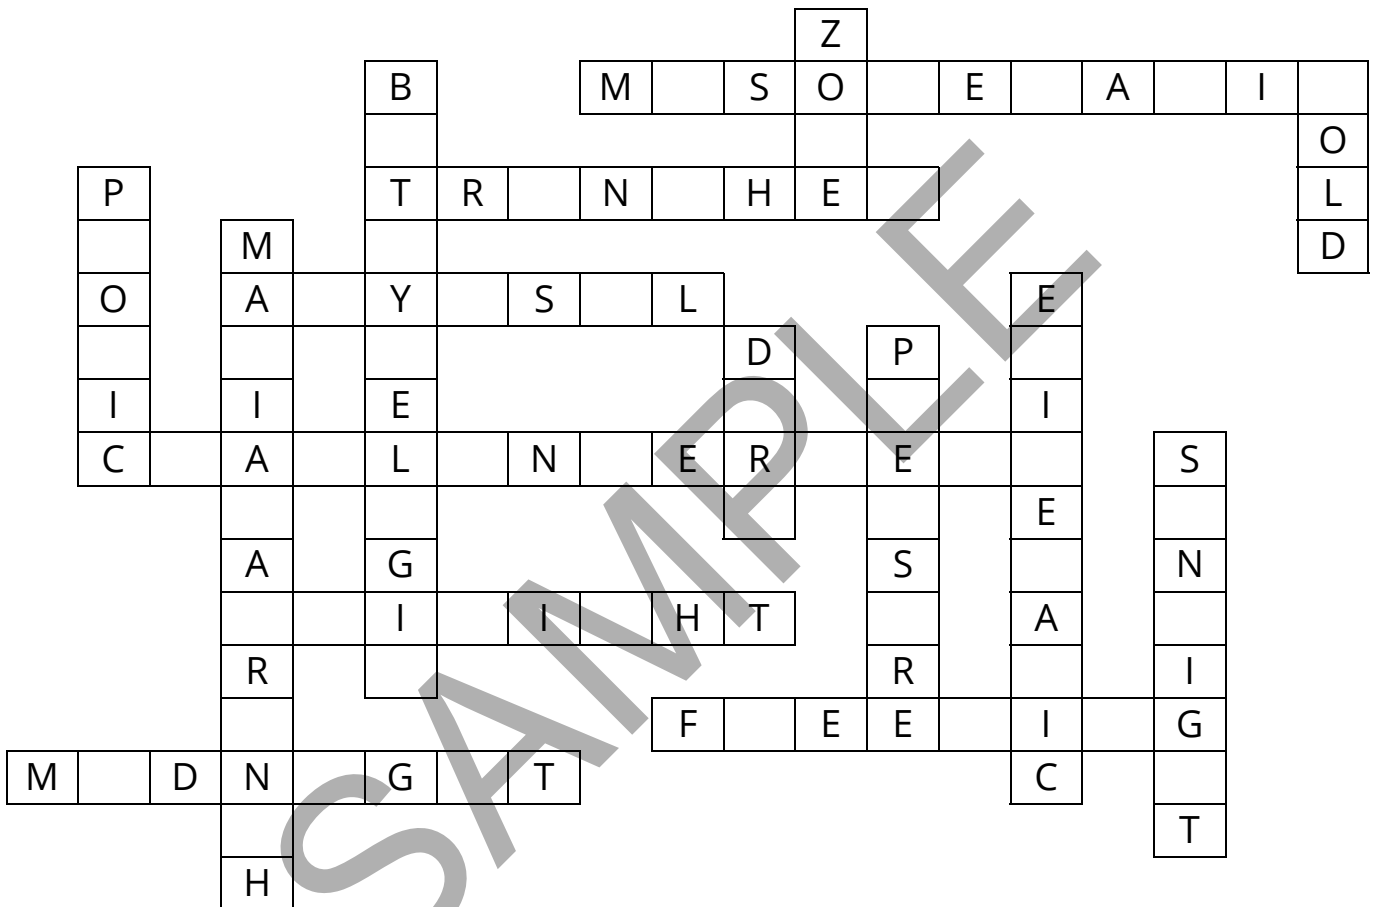 Z
B M S O E A I
O
P T R N H E L
M D
O A Y S L E
D P
I I E I
C A L N E R E S
E
A G S N
I I H T A
R R I
F E E I G
M D N G T C
T
H
SAMPLE